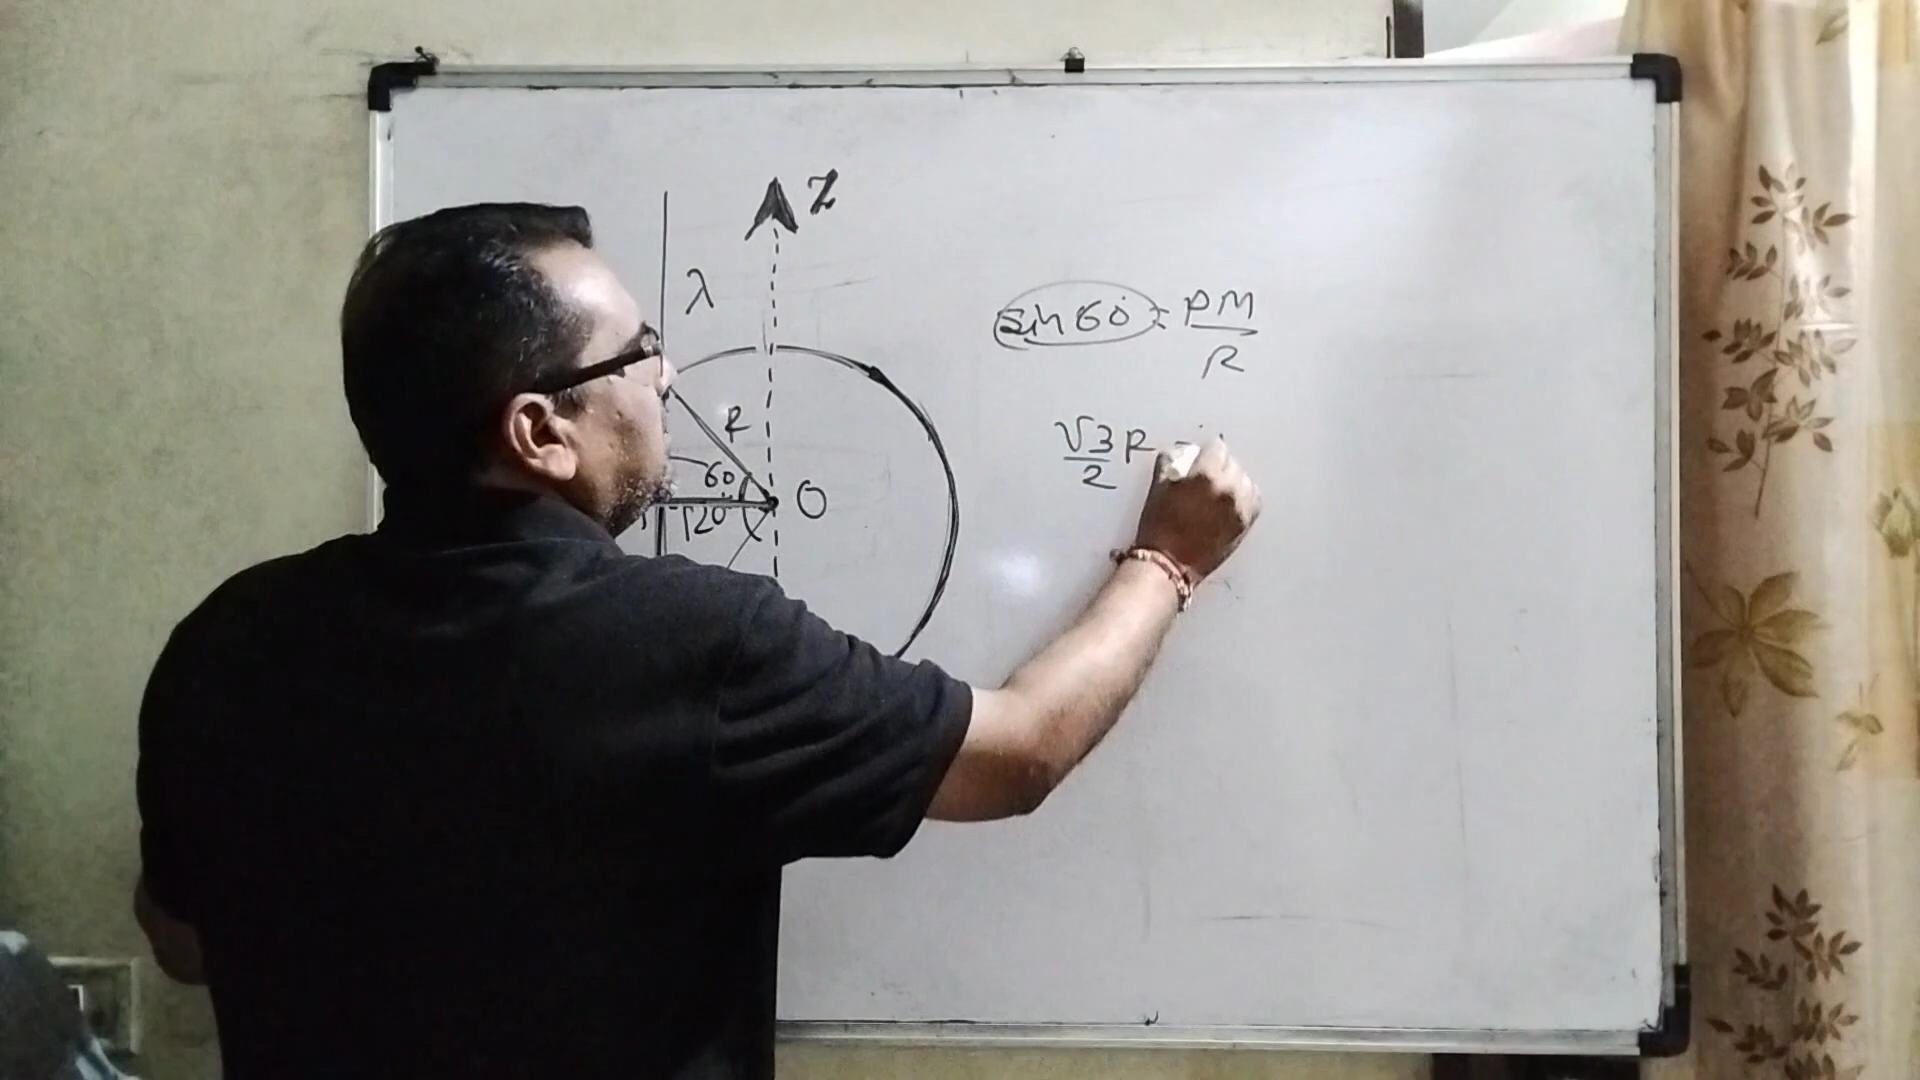 Z
λ
R
60
O
120°
sin 60° = PM/R
√3/2 R